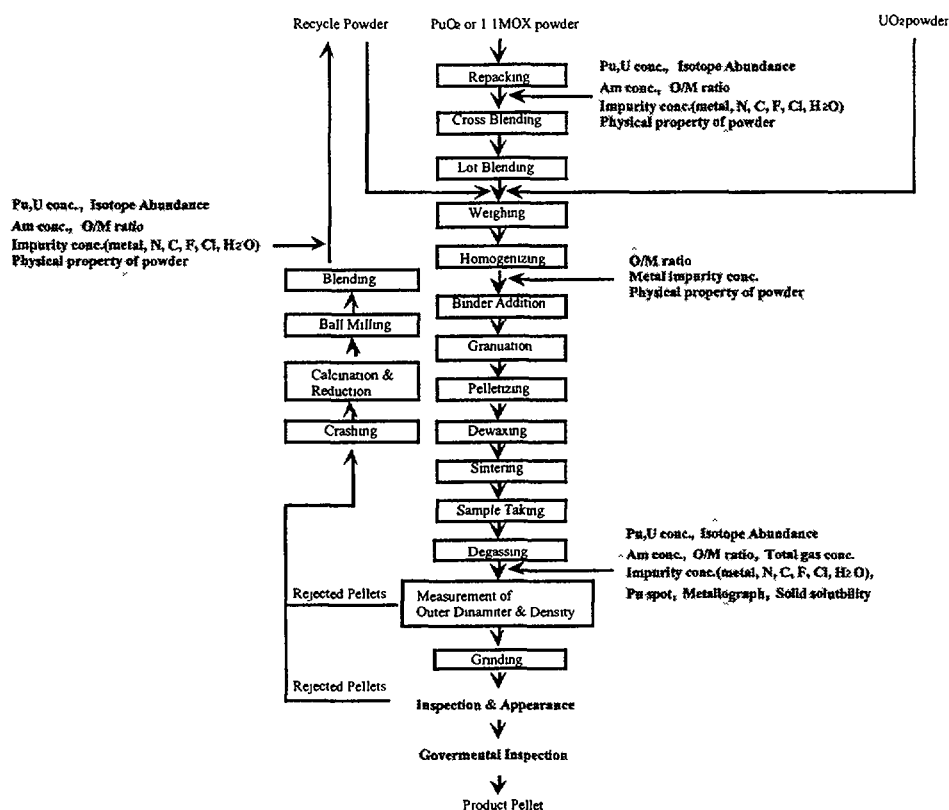 Recycle Powder
PuO2 or 1 1MOX powder
UO2 powder
Repacking
Pu,U conc., Isotope Abundance
Am conc., O/M ratio
Impurity conc.(metal, N, C, F, Cl, H2O)
Physical property of powder
Cross Blending
Lot Blending
Weighing
Pu,U conc., Isotope Abundance
Am conc., O/M ratio
Impurity conc.(metal, N, C, F, Cl, H2O)
Physical property of powder
Homogenizing
O/M ratio
Metal impurity conc.
Physical property of powder
Blending
Binder Addition
Ball Milling
Granuation
Calcination &
Reduction
Pelletizing
Crashing
Dewaxing
Sintering
Sample Taking
Degassing
Pu,U conc., Isotope Abundance
Am conc., O/M ratio, Total gas conc.
Impurity conc.(metal, N, C, F, Cl, H2O),
Pu spot, Metallograph, Solid solutbility
Rejected Pellets
Measurement of
Outer Dinamiter & Density
Grinding
Rejected Pellets
Inspection & Appearance
Govermental Inspection
Product Pellet